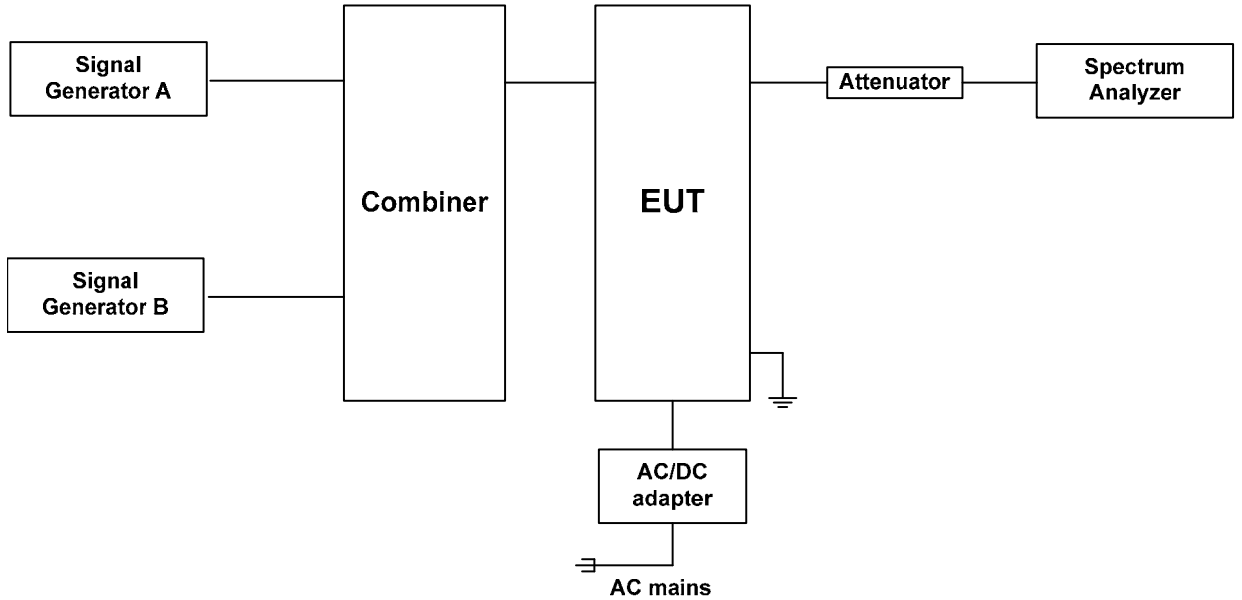 Signal
Generator A
Combiner
EUT
Attenuator
Spectrum
Analyzer
Signal
Generator B
AC/DC
adapter
AC mains